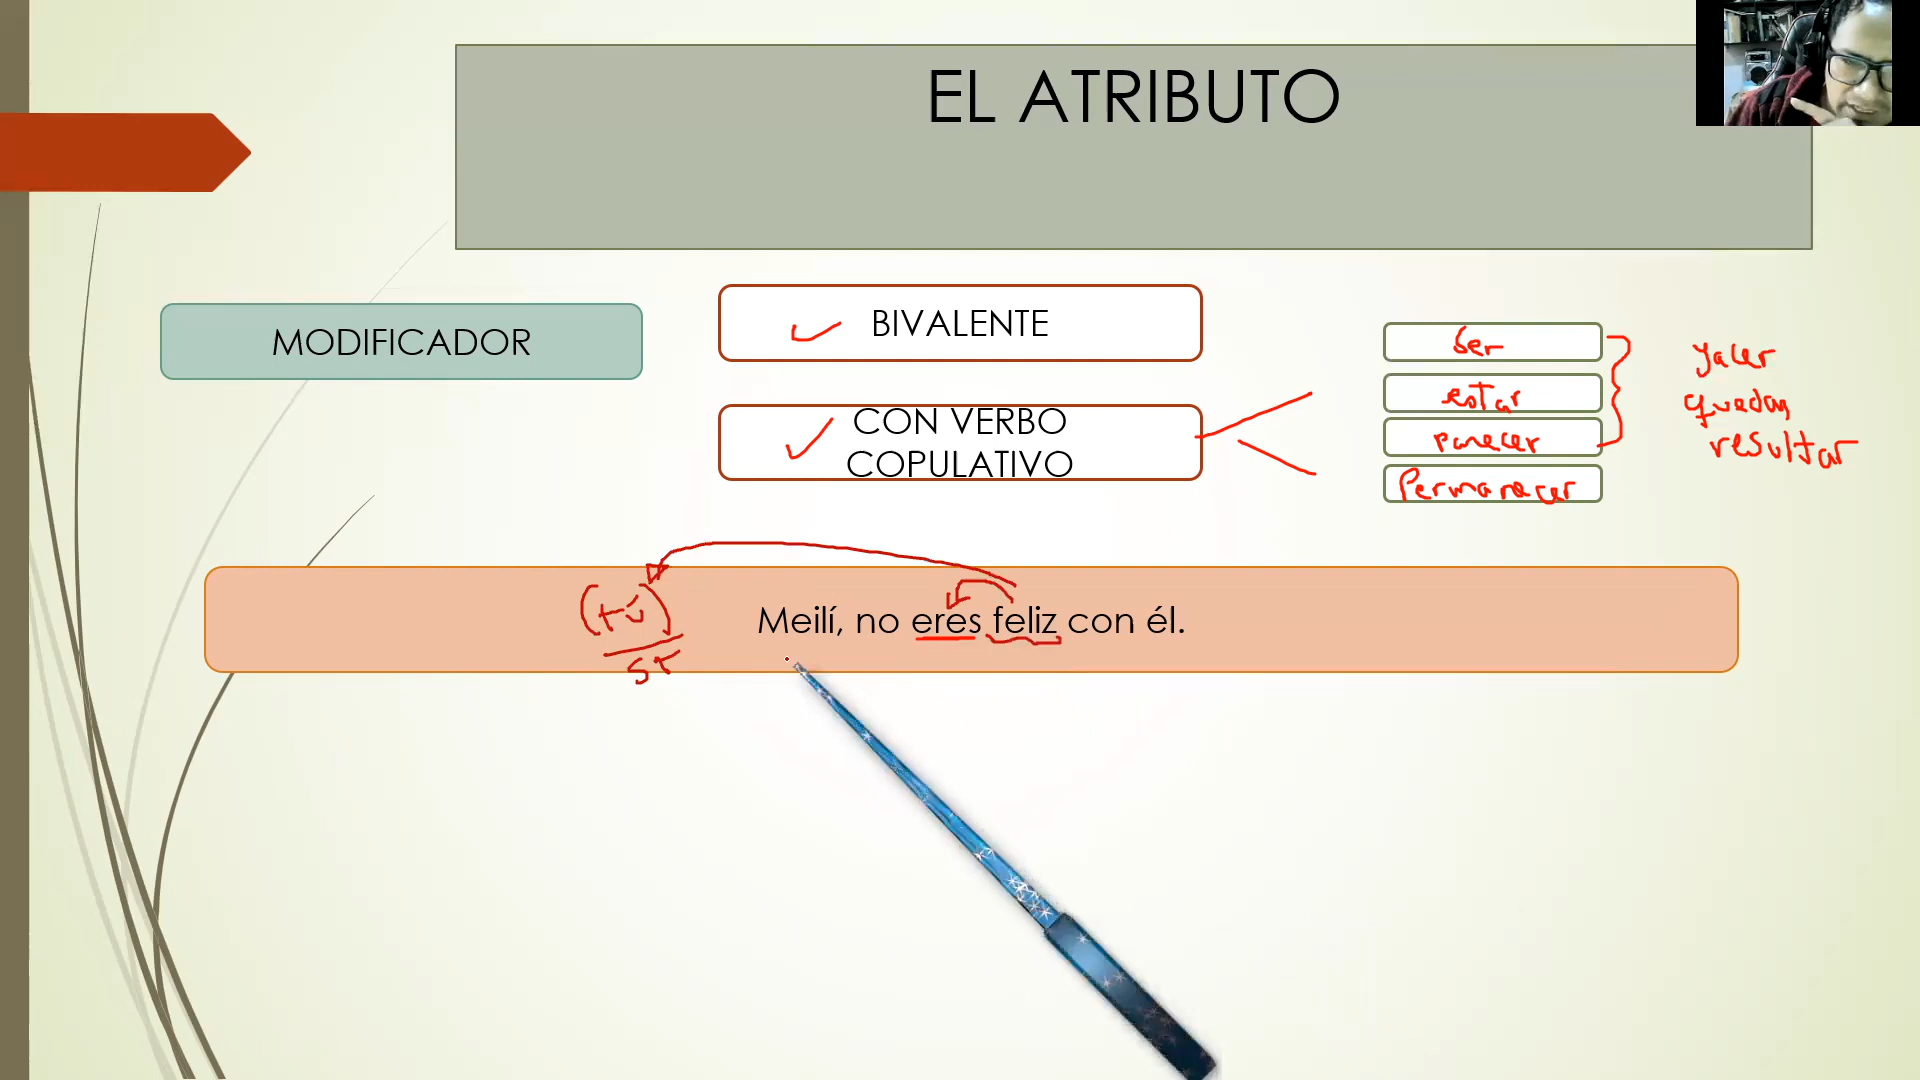 EL ATRIBUTO
MODIFICADOR
BIVALENTE
CON VERBO
COPULATIVO
Ser
estar
parecer
Permanecer
yacer
quedar
resultar
(tú)
ST
Meilí, no eres feliz con él.